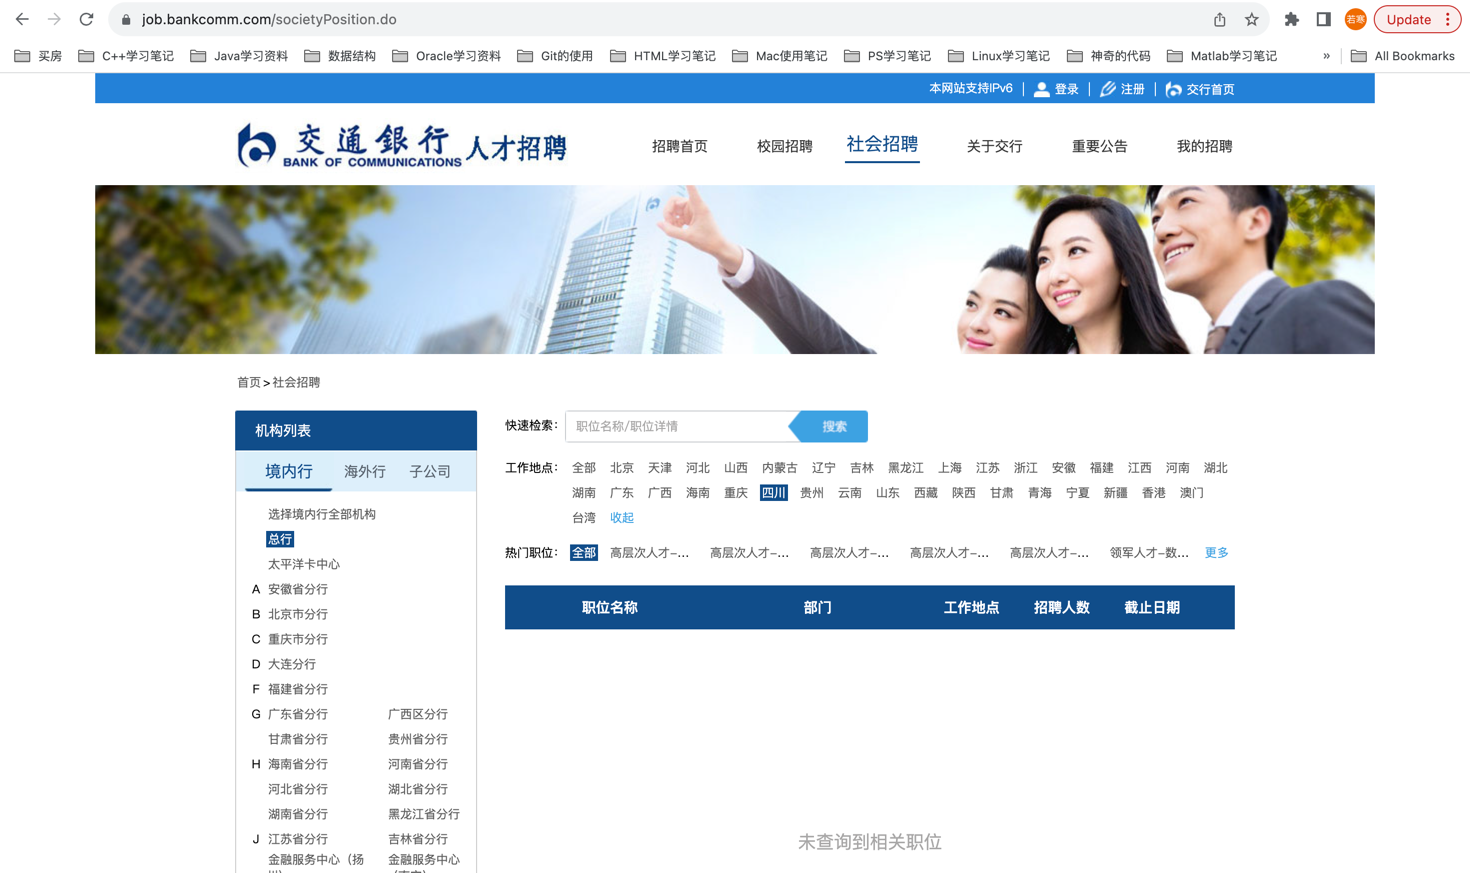 job.bankcomm.com/societyPosition.do
若寒
Update
买房
C++学习笔记
Java学习资料
数据结构
Oracle学习资料
Git的使用
HTML学习笔记
Mac使用笔记
PS学习笔记
Linux学习笔记
神奇的代码
Matlab学习笔记
»
All Bookmarks
本网站支持IPv6 | 登录 | 注册 | 交行首页
交通銀行 人才招聘
BANK OF COMMUNICATIONS
招聘首页 校园招聘 社会招聘 关于交行 重要公告 我的招聘
首页 > 社会招聘
机构列表
境内行 海外行 子公司
选择境内行全部机构
总行
太平洋卡中心
A 安徽省分行
B 北京市分行
C 重庆市分行
D 大连分行
F 福建省分行
G 广东省分行 广西区分行
甘肃省分行 贵州省分行
H 海南省分行 河南省分行
河北省分行 湖北省分行
湖南省分行 黑龙江省分行
J 江苏省分行 吉林省分行
金融服务中心（扬 金融服务中心
快速检索： 职位名称/职位详情 搜索
工作地点： 全部 北京 天津 河北 山西 内蒙古 辽宁 吉林 黑龙江 上海 江苏 浙江 安徽 福建 江西 河南 湖北
湖南 广东 广西 海南 重庆 四川 贵州 云南 山东 西藏 陕西 甘肃 青海 宁夏 新疆 香港 澳门
台湾 收起
热门职位： 全部 高层次人才-... 高层次人才-... 高层次人才-... 高层次人才-... 高层次人才-... 领军人才-数... 更多
职位名称 部门 工作地点 招聘人数 截止日期
未查询到相关职位